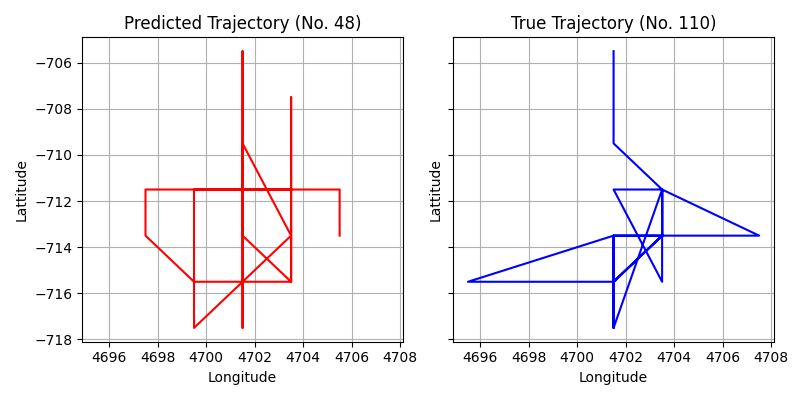 Predicted Trajectory (No. 48)
True Trajectory (No. 110)
Lattitude
−706
−708
−710
−712
−714
−716
−718
4696 4698 4700 4702 4704 4706 4708
Longitude
Lattitude
4696 4698 4700 4702 4704 4706 4708
Longitude